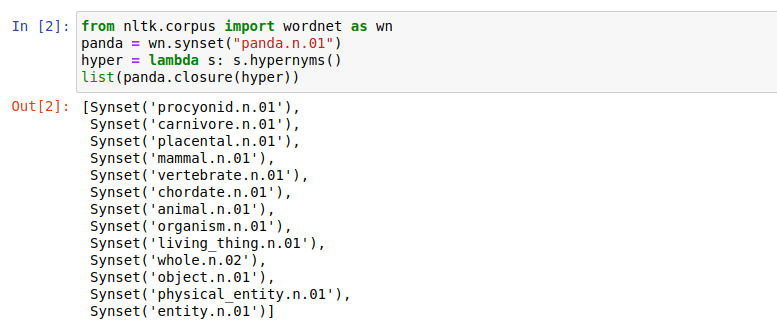 In [2]: from nltk.corpus import wordnet as wn
panda = wn.synset("panda.n.01")
hyper = lambda s: s.hypernyms()
list(panda.closure(hyper))
Out[2]: [Synset('procyonid.n.01'),
Synset('carnivore.n.01'),
Synset('placental.n.01'),
Synset('mammal.n.01'),
Synset('vertebrate.n.01'),
Synset('chordate.n.01'),
Synset('animal.n.01'),
Synset('organism.n.01'),
Synset('living_thing.n.01'),
Synset('whole.n.02'),
Synset('object.n.01'),
Synset('physical_entity.n.01'),
Synset('entity.n.01')]